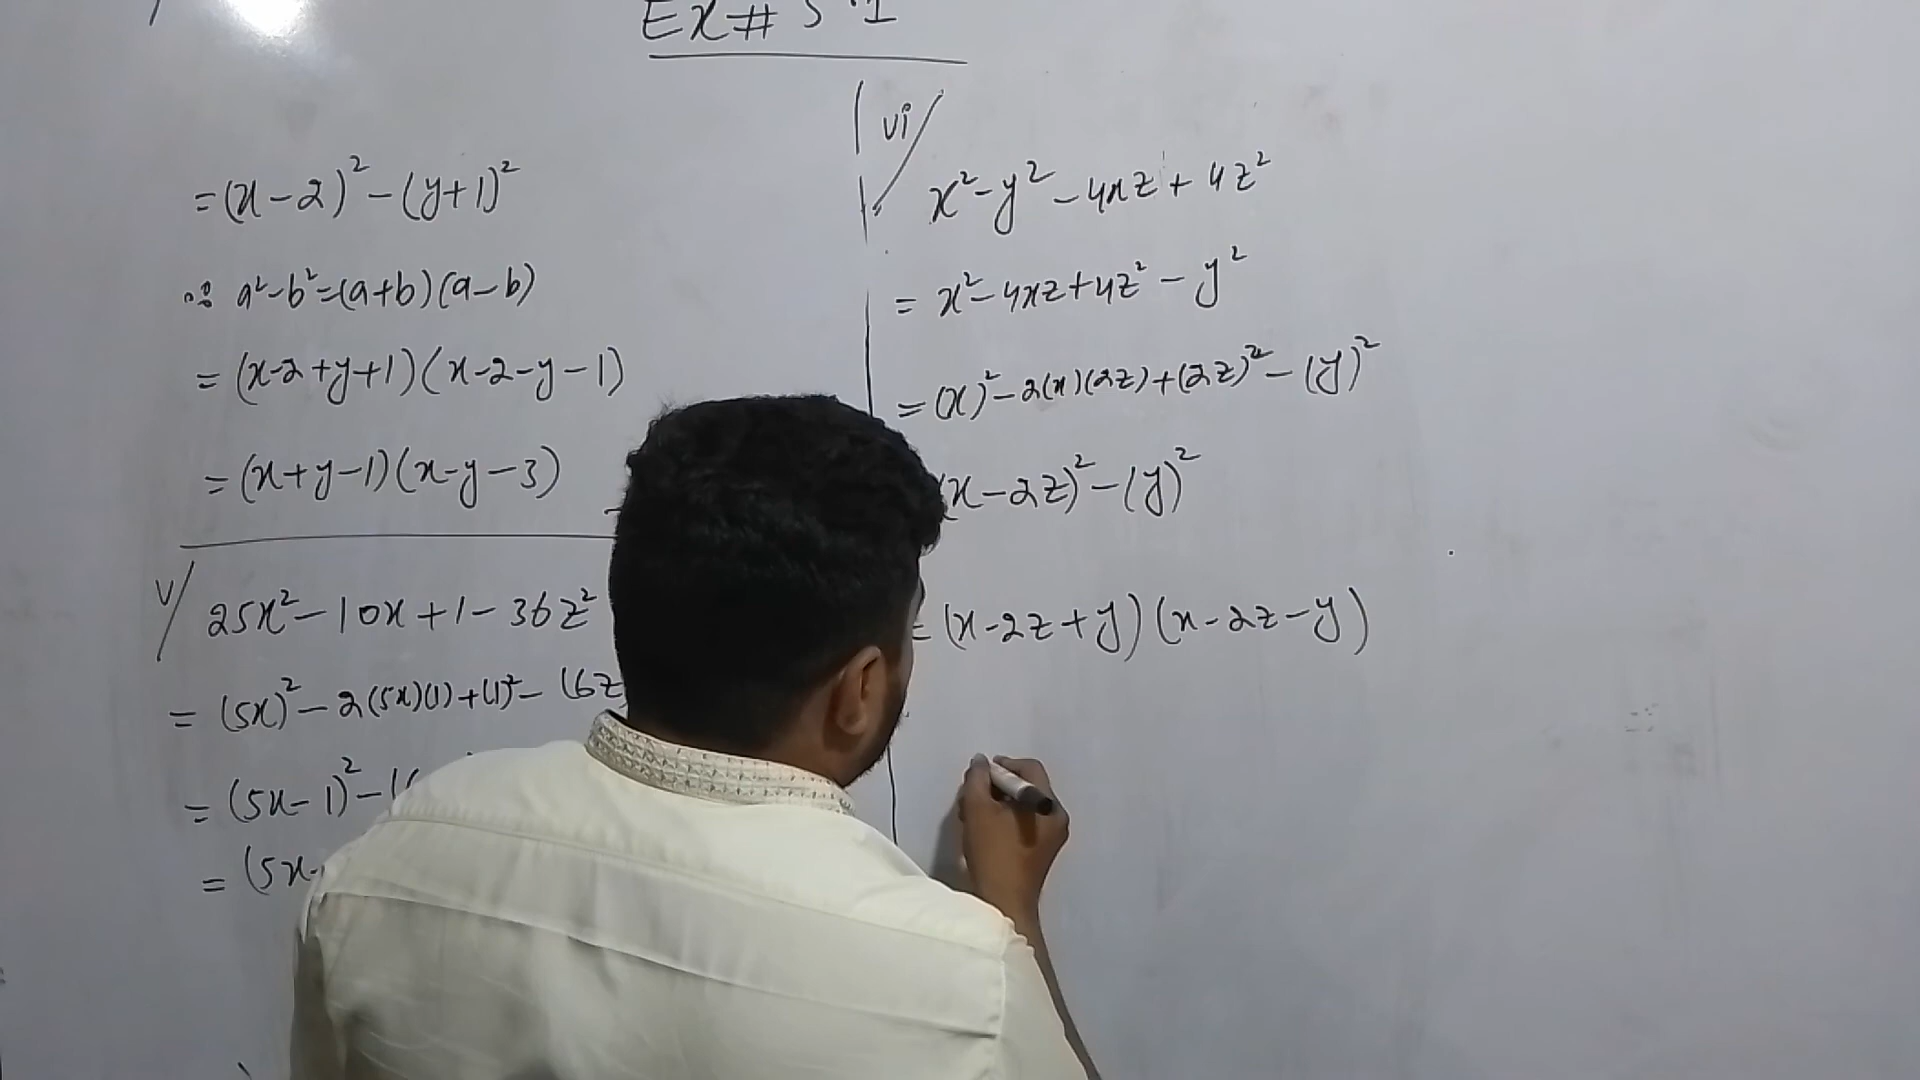 Ex# 5.1
= (x-2)² - (y+1)²
∴ a²-b²=(a+b)(a-b)
= (x-2+y+1)(x-2-y-1)
= (x+y-1)(x-y-3)
v/ 25x² - 10x + 1 - 36z²
= (5x)² - 2(5x)(1) + (1)² - (6z
= (5x-1)² - (
= (5x-
vi/
x² - y² - 4xz + 4z²
= x² - 4xz + 4z² - y²
= (x)² - 2(x)(2z) + (2z)² - (y)²
(x-2z)² - (y)²
= (x-2z+y)(x-2z-y)